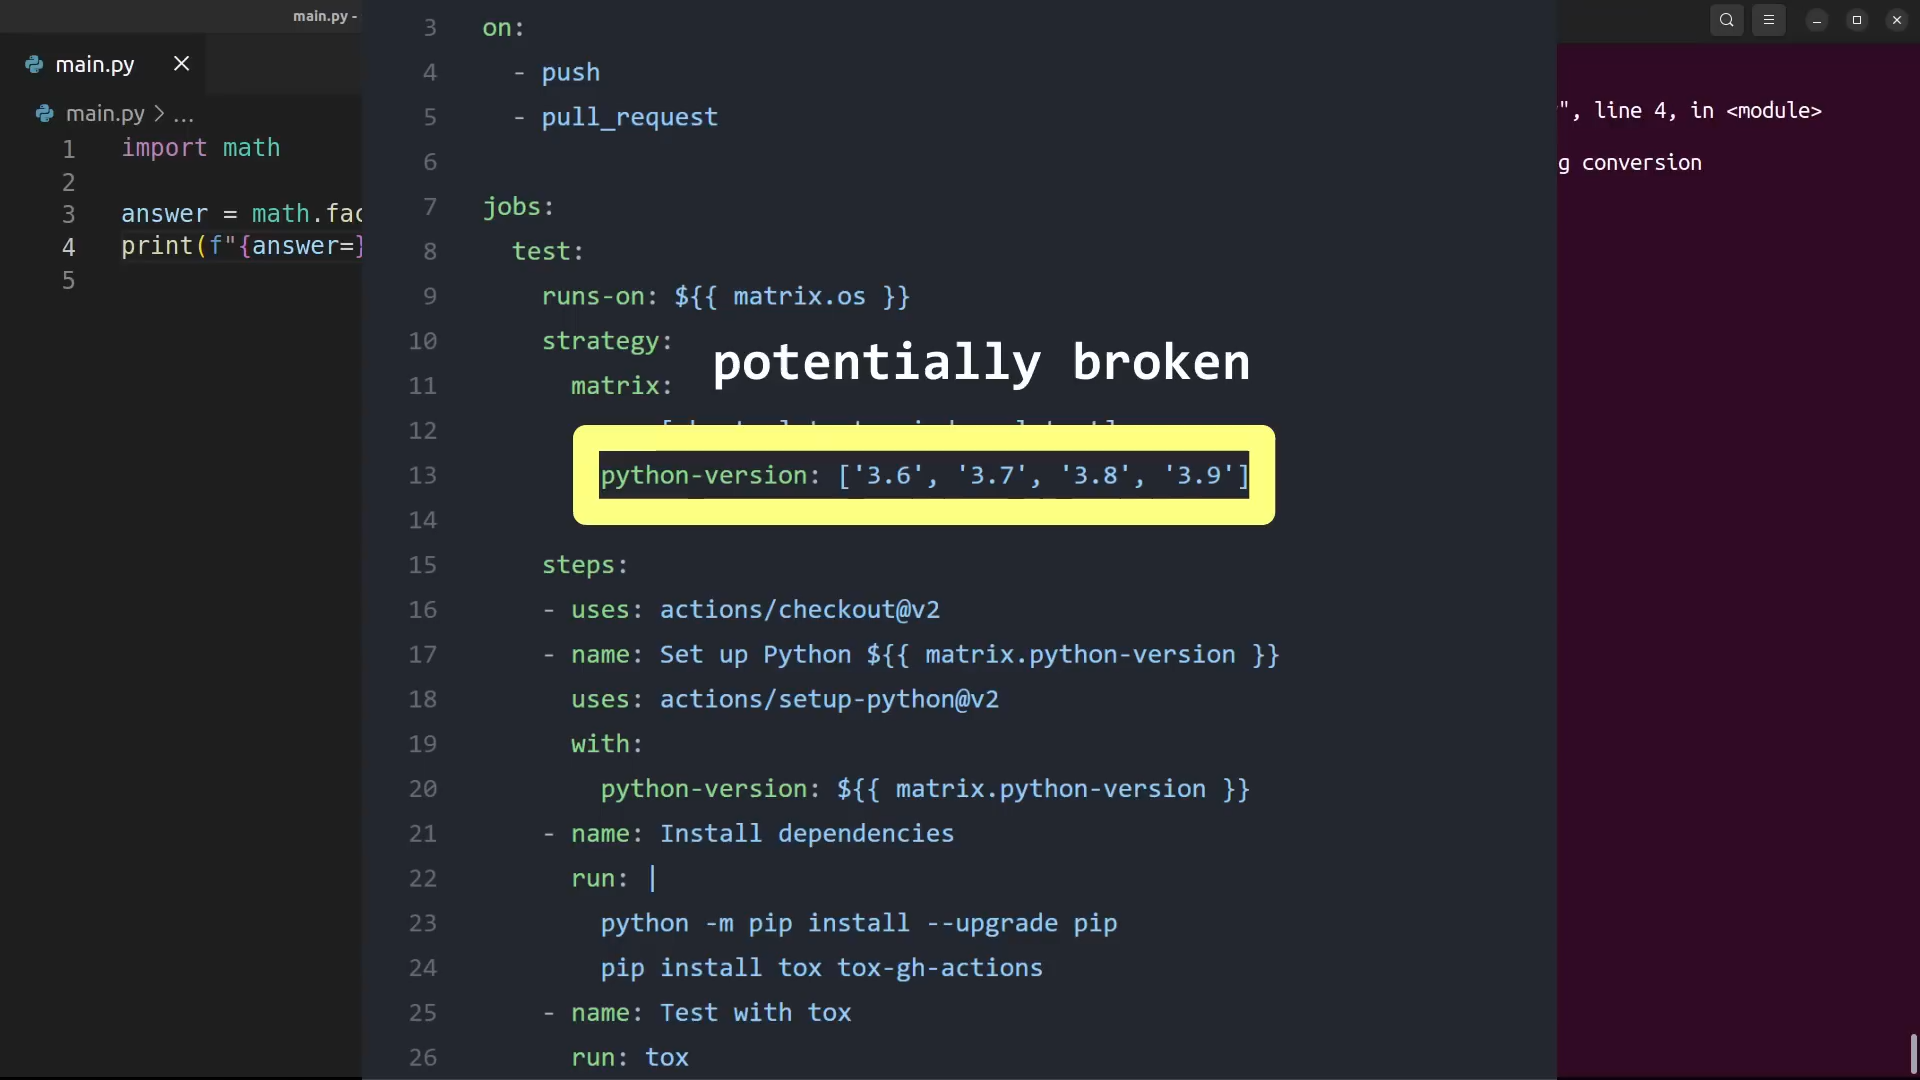 main.py -
main.py
main.py > ...
1 import math
2
3 answer = math.fac
4 print(f"{answer=}
5
3 on:
4 - push
5 - pull_request
6
7 jobs:
8 test:
9 runs-on: ${{ matrix.os }}
10 strategy:
potentially broken
11 matrix:
12
13 python-version: ['3.6', '3.7', '3.8', '3.9']
14
15 steps:
16 - uses: actions/checkout@v2
17 - name: Set up Python ${{ matrix.python-version }}
18 uses: actions/setup-python@v2
19 with:
20 python-version: ${{ matrix.python-version }}
21 - name: Install dependencies
22 run: |
23 python -m pip install --upgrade pip
24 pip install tox tox-gh-actions
25 - name: Test with tox
26 run: tox
", line 4, in <module>
g conversion